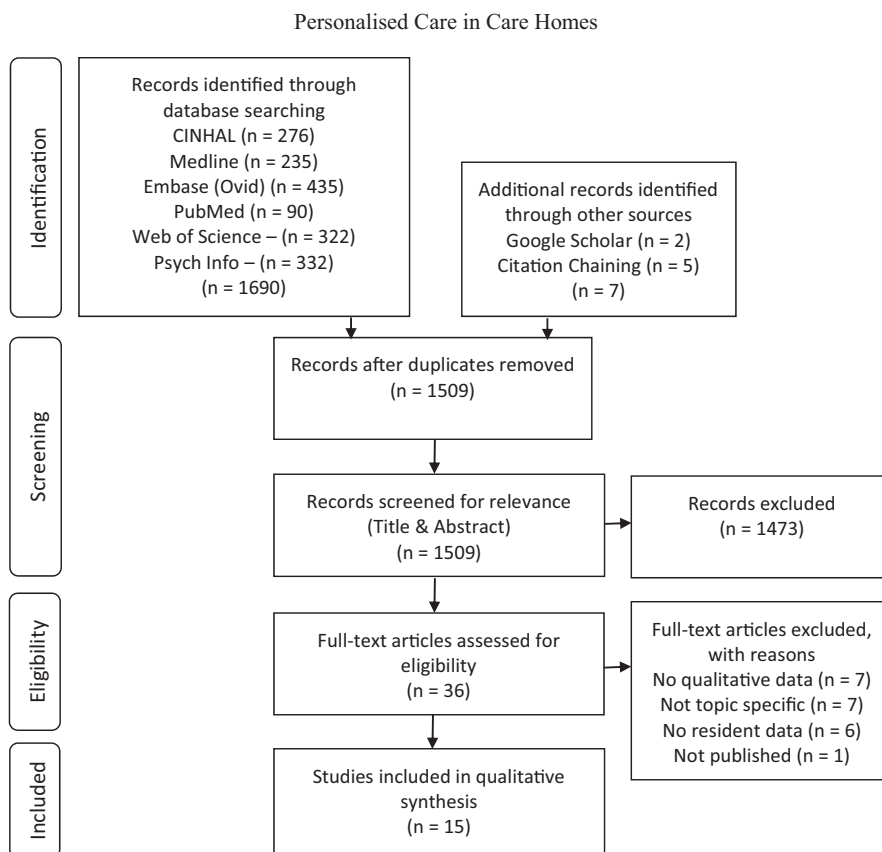 Personalised Care in Care Homes
Identification
Records identified through
database searching
CINHAL (n = 276)
Medline (n = 235)
Embase (Ovid) (n = 435)
PubMed (n = 90)
Web of Science – (n = 322)
Psych Info – (n = 332)
(n = 1690)
Additional records identified
through other sources
Google Scholar (n = 2)
Citation Chaining (n = 5)
(n = 7)
Screening
Records after duplicates removed
(n = 1509)
Records screened for relevance
(Title & Abstract)
(n = 1509)
Records excluded
(n = 1473)
Eligibility
Full-text articles assessed for
eligibility
(n = 36)
Full-text articles excluded,
with reasons
No qualitative data (n = 7)
Not topic specific (n = 7)
No resident data (n = 6)
Not published (n = 1)
Included
Studies included in qualitative
synthesis
(n = 15)